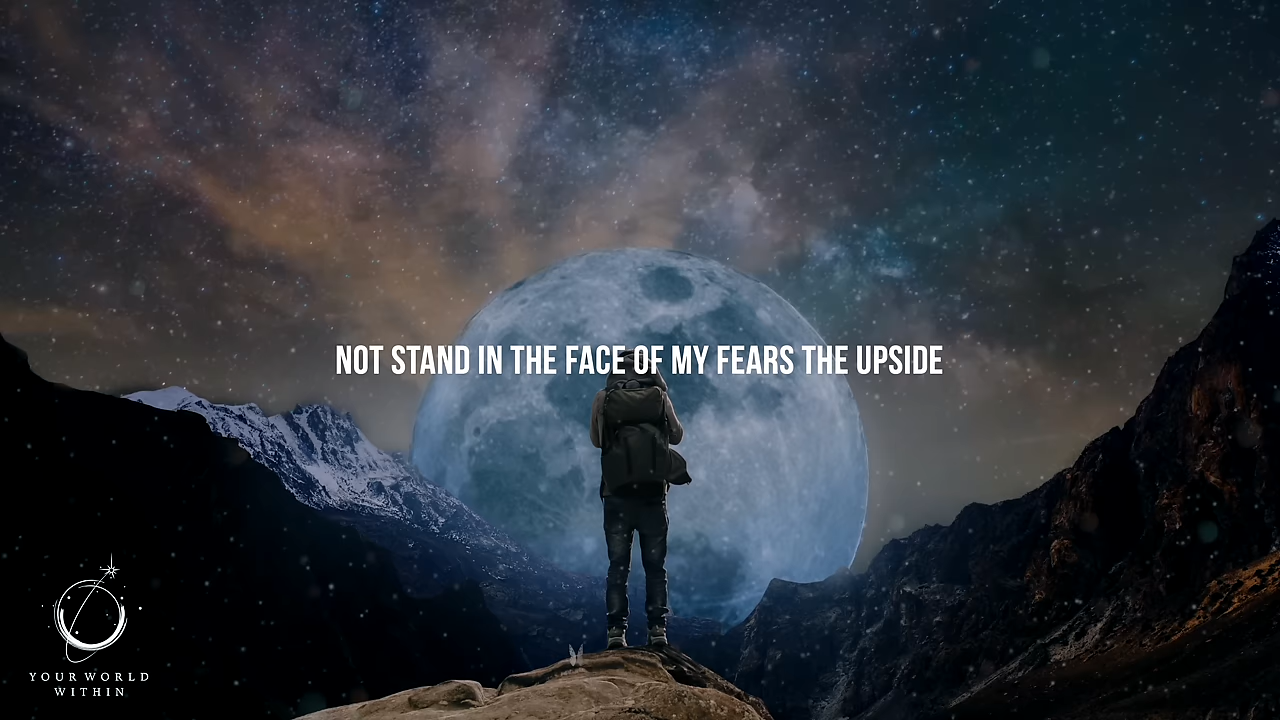 NOT STAND IN THE FACE OF MY FEARS THE UPSIDE
YOUR WORLD
WITHIN